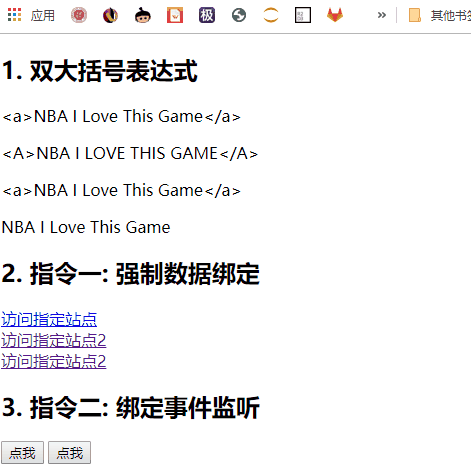 应用 极 » 其他书签
1. 双大括号表达式
<a>NBA I Love This Game</a>
<A>NBA I LOVE THIS GAME</A>
<a>NBA I Love This Game</a>
NBA I Love This Game
2. 指令一: 强制数据绑定
访问指定站点
访问指定站点2
访问指定站点2
3. 指令二: 绑定事件监听
点我 点我